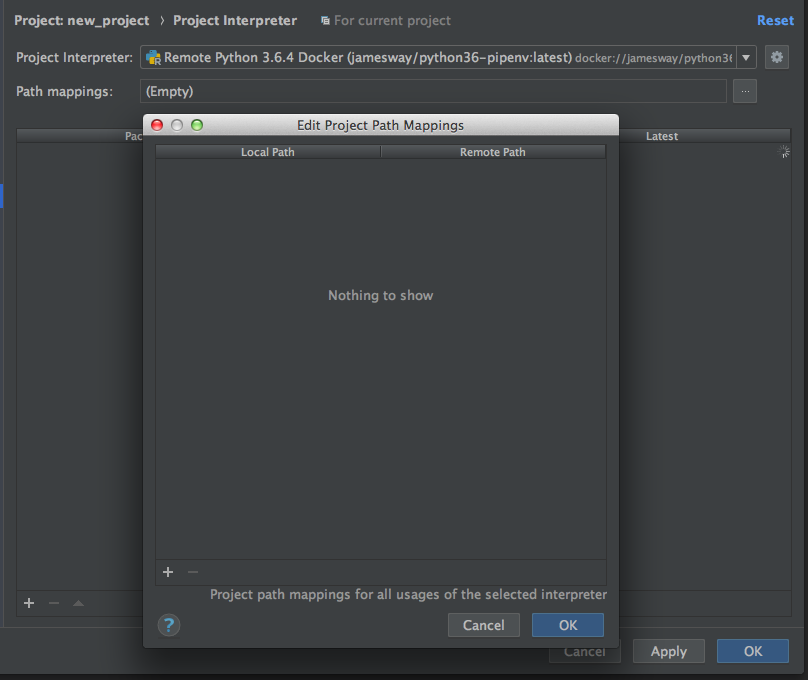 Project: new_project › Project Interpreter For current project Reset
Project Interpreter: Remote Python 3.6.4 Docker (jamesway/python36-pipenv:latest) docker://jamesway/python36
Path mappings: (Empty) ...
Edit Project Path Mappings
Pac Latest
Local Path Remote Path
Nothing to show
+ −
Project path mappings for all usages of the selected interpreter
+ −
? Cancel OK
Cancel Apply OK